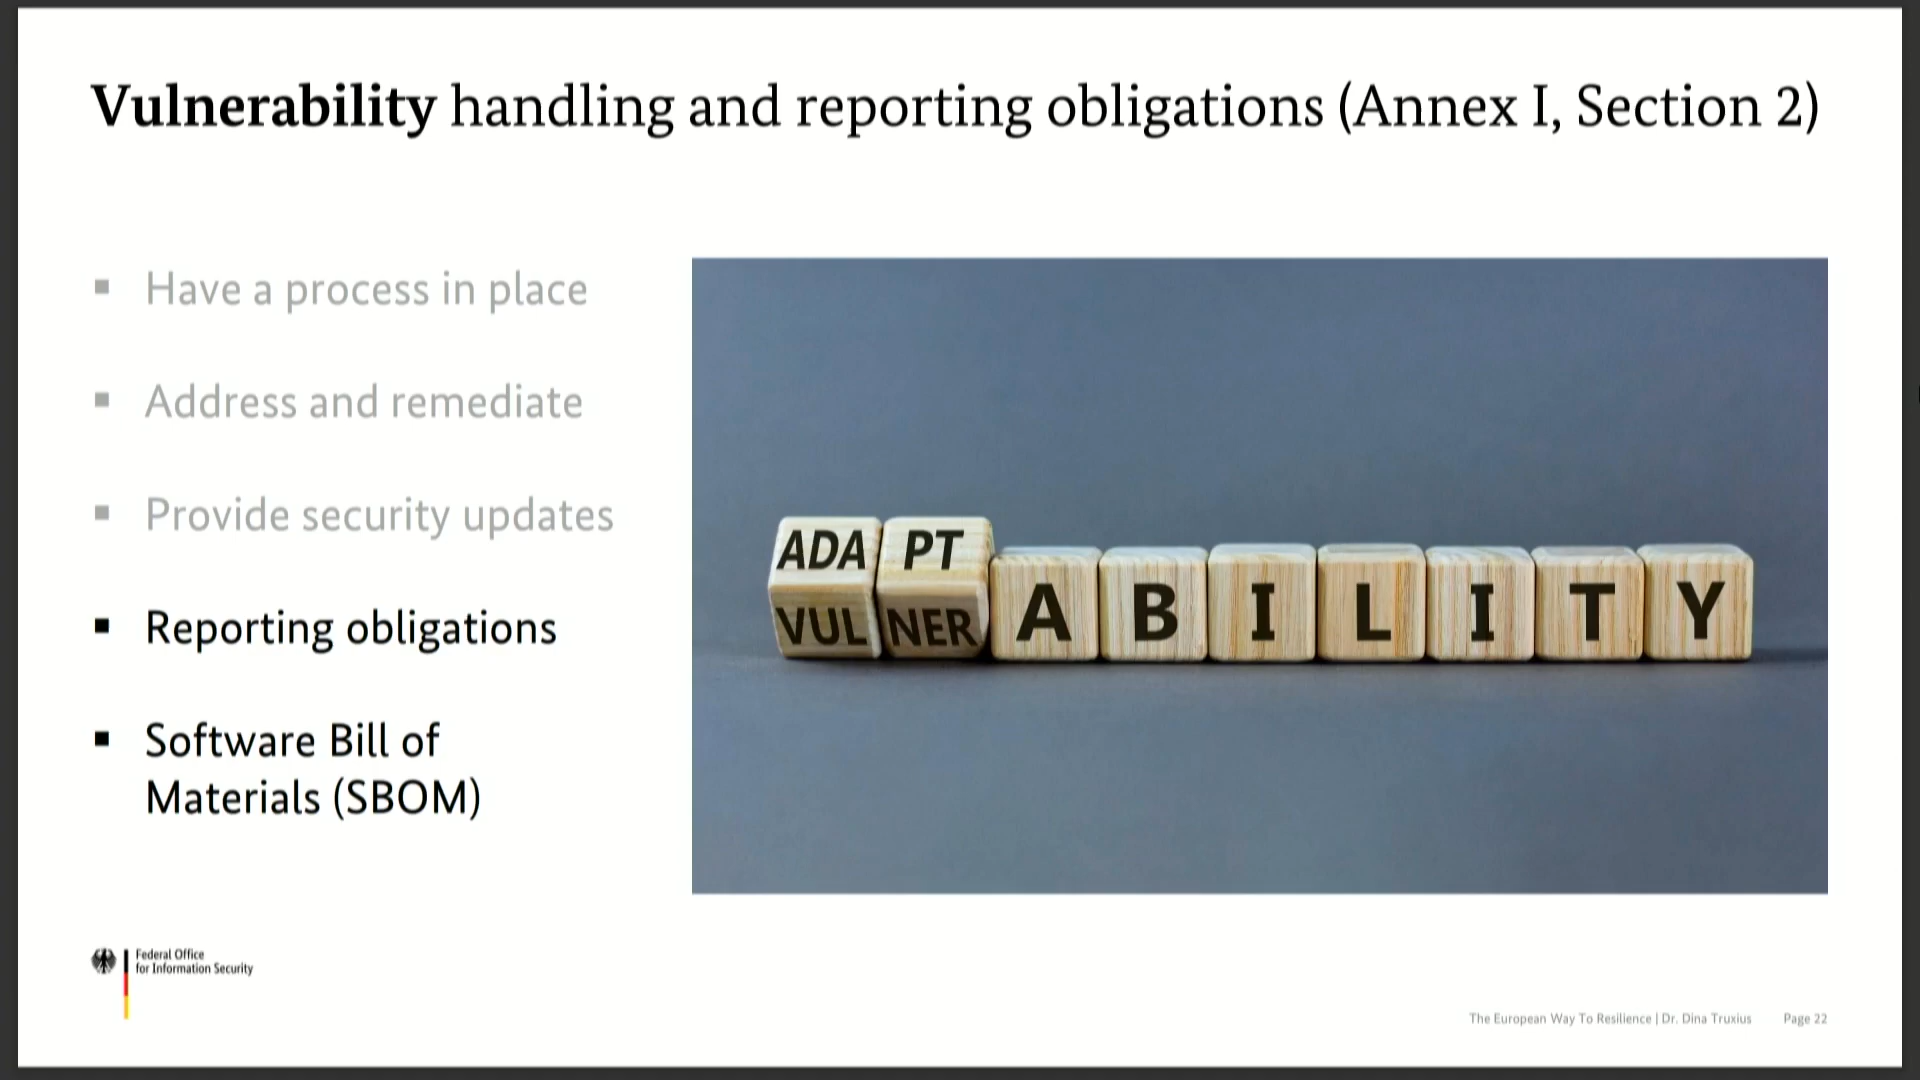 Vulnerability handling and reporting obligations (Annex I, Section 2)
Have a process in place
Address and remediate
Provide security updates
Reporting obligations
Software Bill of
Materials (SBOM)
ADA PT
VUL NER A B I L I T Y
Federal Office
for Information Security
The European Way To Resilience | Dr. Dina Truxius Page 22